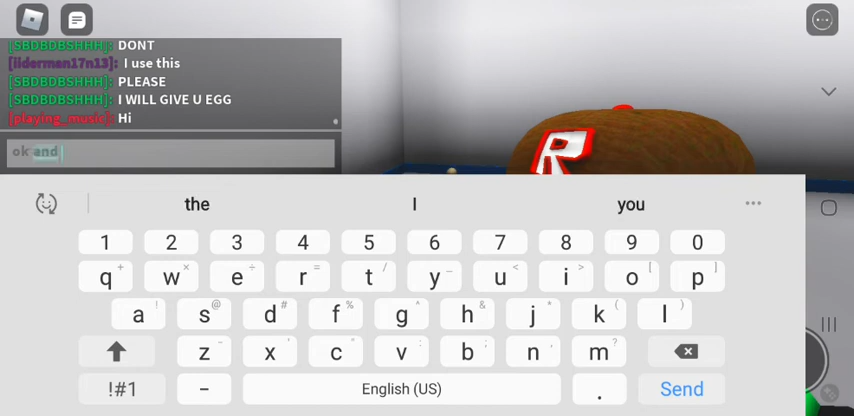 [SBDBDBSHHH]: DONT
[iiderman17n13]: I use this
[SBDBDBSHHH]: PLEASE
[SBDBDBSHHH]: I WILL GIVE U EGG
[playing_music]: Hi
ok and
R
the I you ...
1 2 3 4 5 6 7 8 9 0
q + w × e ÷ r = t / y _ u < i > o [ p ]
a ! s @ d # f % g ^ h & j * k ( l )
z - x ' c " v : b ; n , m ?
!#1 - English (US) . Send